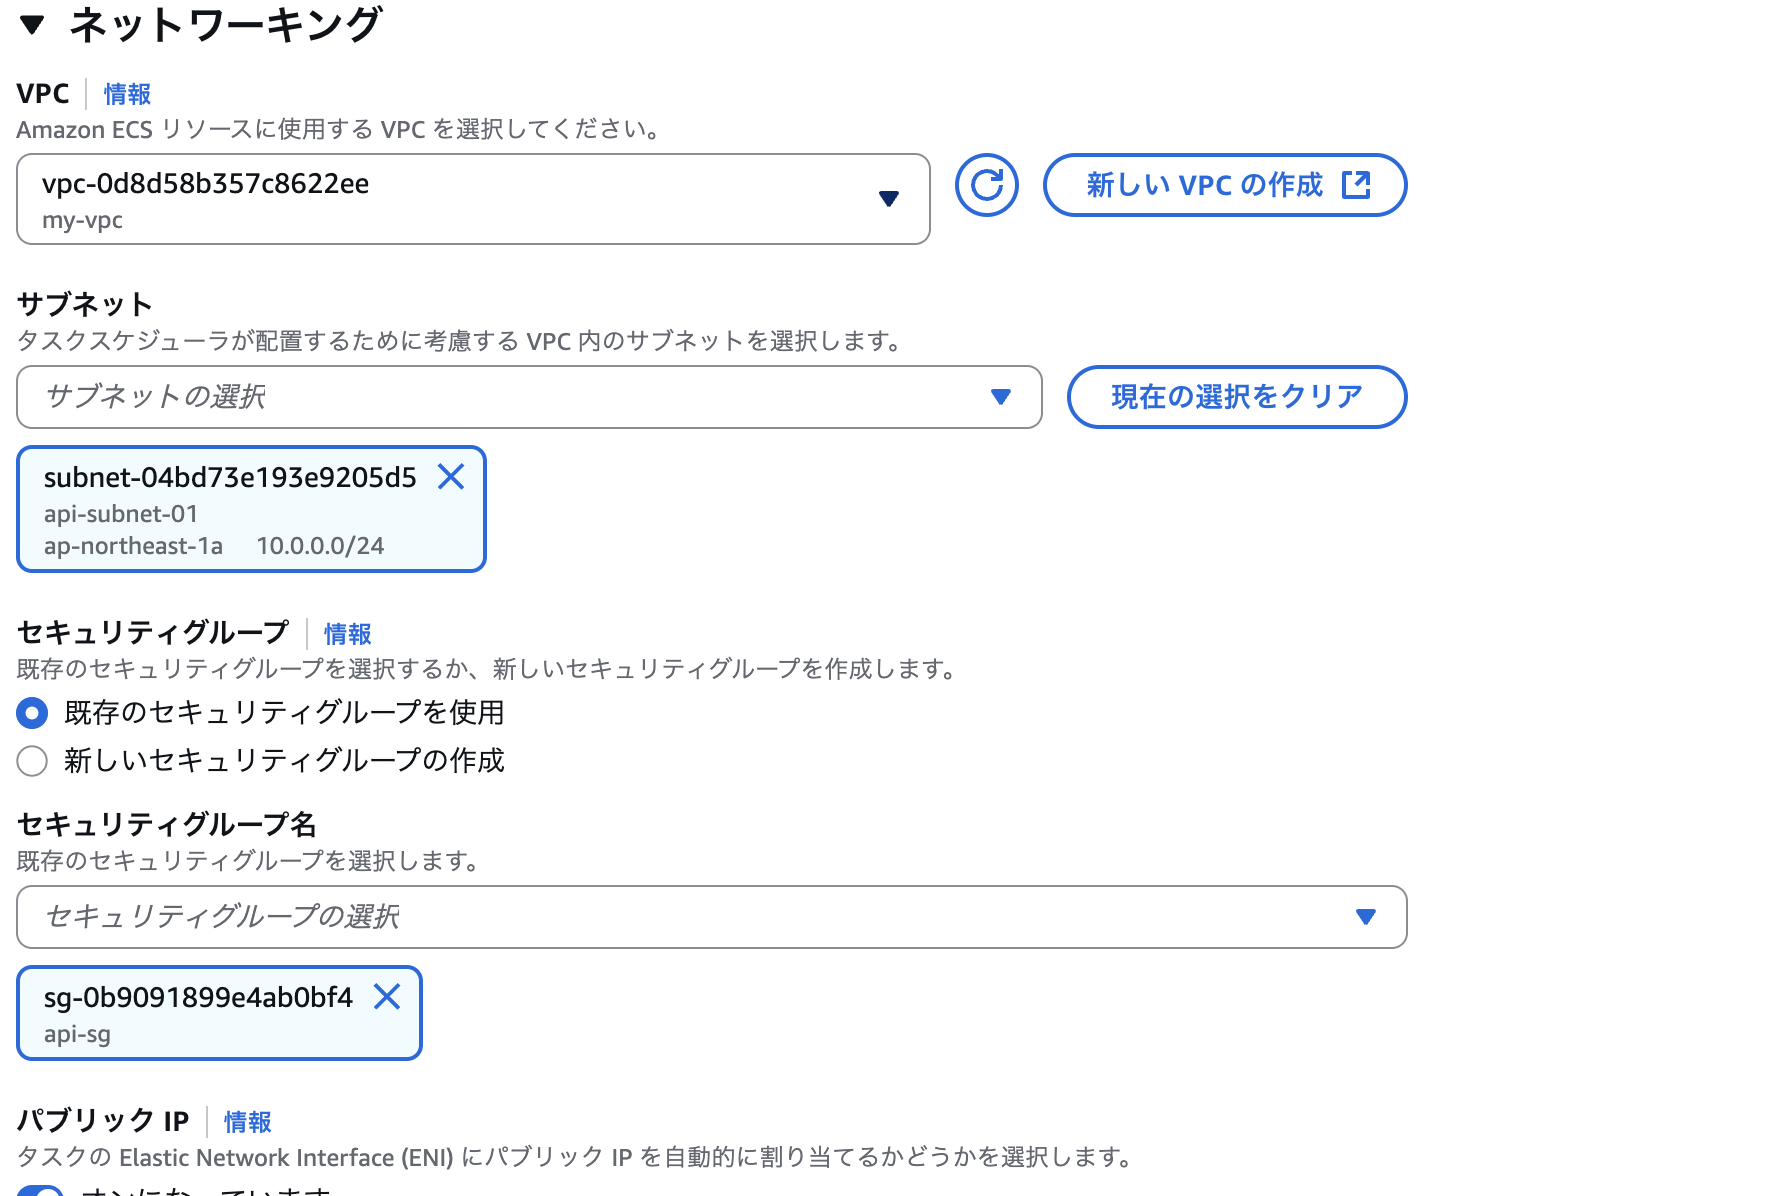 ネットワーキング
VPC 情報
Amazon ECS リソースに使用する VPC を選択してください。
vpc-0d8d58b357c8622ee
my-vpc
新しい VPC の作成
サブネット
タスクスケジューラが配置するために考慮する VPC 内のサブネットを選択します。
サブネットの選択
現在の選択をクリア
subnet-04bd73e193e9205d5
api-subnet-01
ap-northeast-1a 10.0.0.0/24
セキュリティグループ 情報
既存のセキュリティグループを選択するか、新しいセキュリティグループを作成します。
既存のセキュリティグループを使用
新しいセキュリティグループの作成
セキュリティグループ名
既存のセキュリティグループを選択します。
セキュリティグループの選択
sg-0b9091899e4ab0bf4
api-sg
パブリック IP 情報
タスクの Elastic Network Interface (ENI) にパブリック IP を自動的に割り当てるかどうかを選択します。
オンになっています